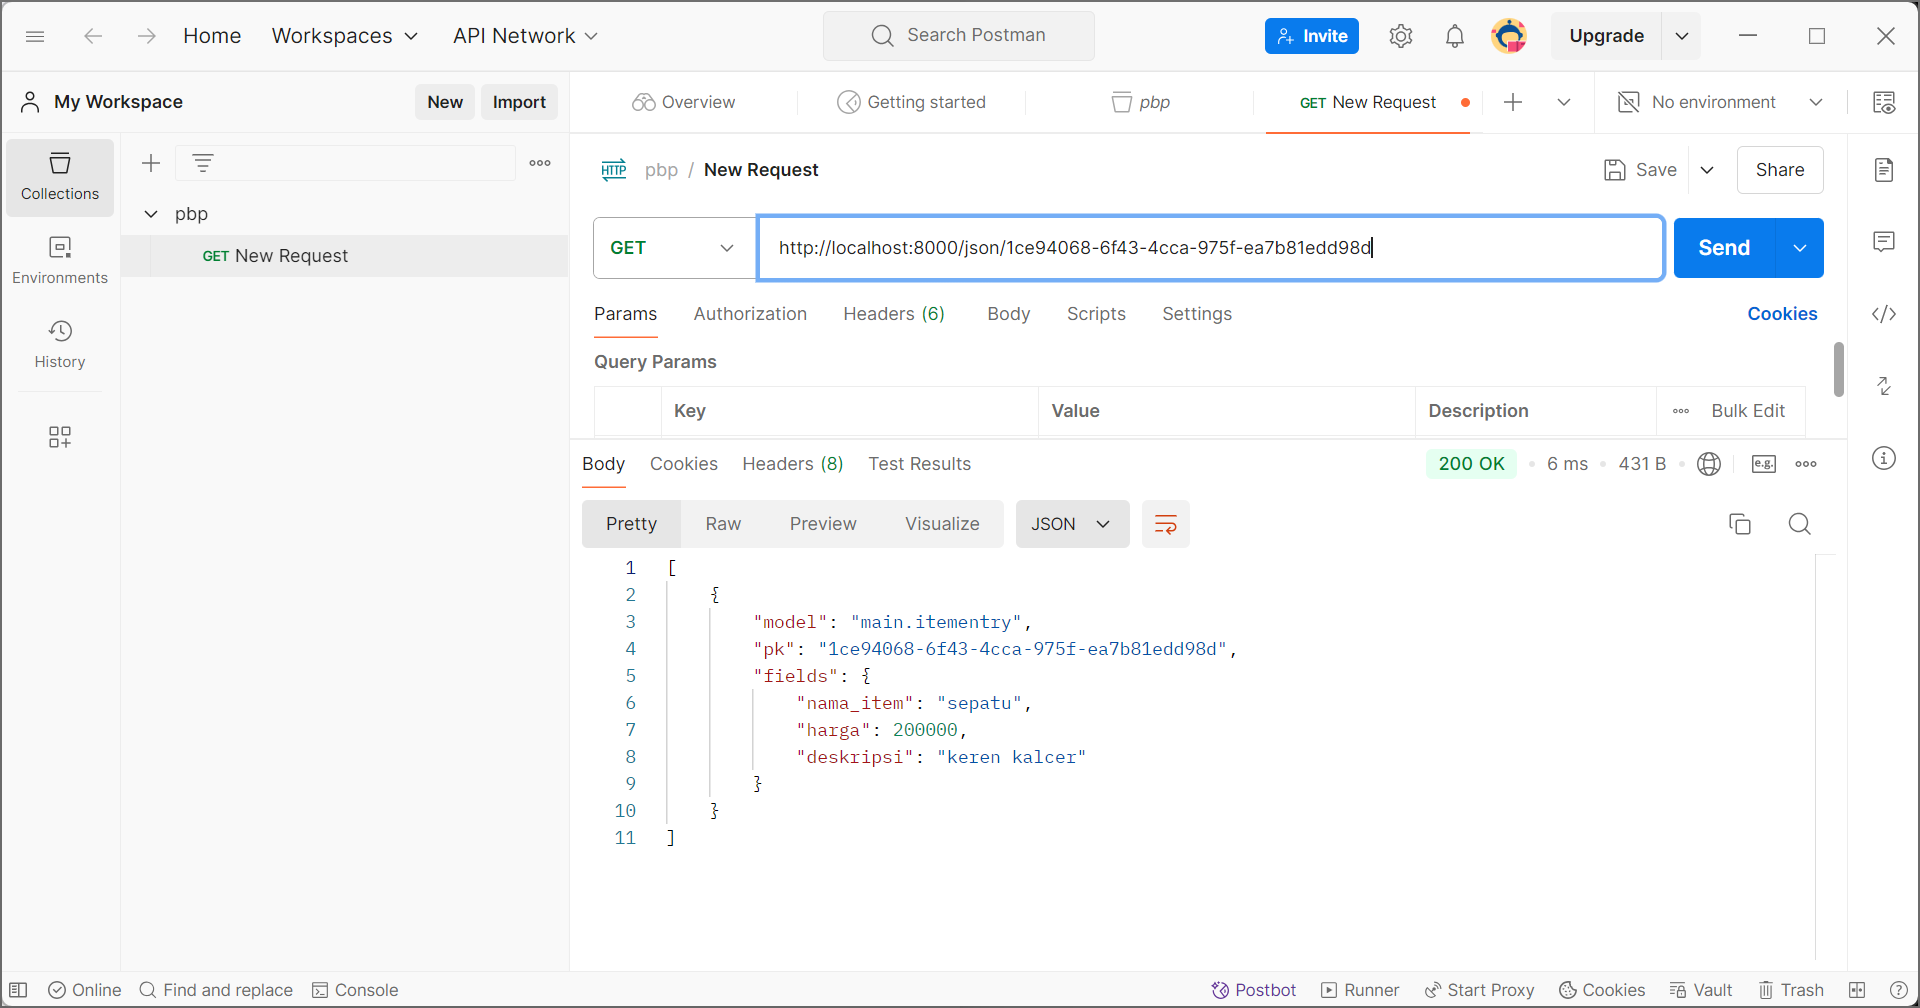 Home Workspaces API Network Search Postman Invite Upgrade
My Workspace New Import Overview Getting started pbp GET New Request No environment
Collections
pbp
GET New Request
Environments
History
HTTP pbp / New Request Save Share
GET http://localhost:8000/json/1ce94068-6f43-4cca-975f-ea7b81edd98d Send
Params Authorization Headers (6) Body Scripts Settings Cookies
Query Params
Key Value Description Bulk Edit
Body Cookies Headers (8) Test Results 200 OK 6 ms 431 B e.g.
Pretty Raw Preview Visualize JSON
1 [
2 {
3 "model": "main.itementry",
4 "pk": "1ce94068-6f43-4cca-975f-ea7b81edd98d",
5 "fields": {
6 "nama_item": "sepatu",
7 "harga": 200000,
8 "deskripsi": "keren kalcer"
9 }
10 }
11 ]
Online Find and replace Console Postbot Runner Start Proxy Cookies Vault Trash